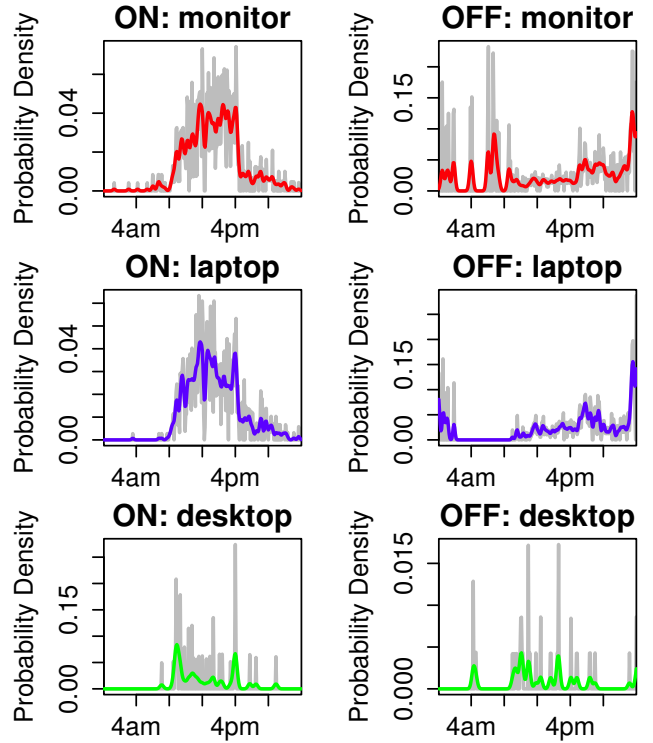 ON: monitor
OFF: monitor
Probability Density
0.00
0.04
4am
4pm
Probability Density
0.00
0.15
4am
4pm
ON: laptop
OFF: laptop
Probability Density
0.00
0.04
4am
4pm
Probability Density
0.00
0.15
4am
4pm
ON: desktop
OFF: desktop
Probability Density
0.00
0.15
4am
4pm
Probability Density
0.000
0.015
4am
4pm